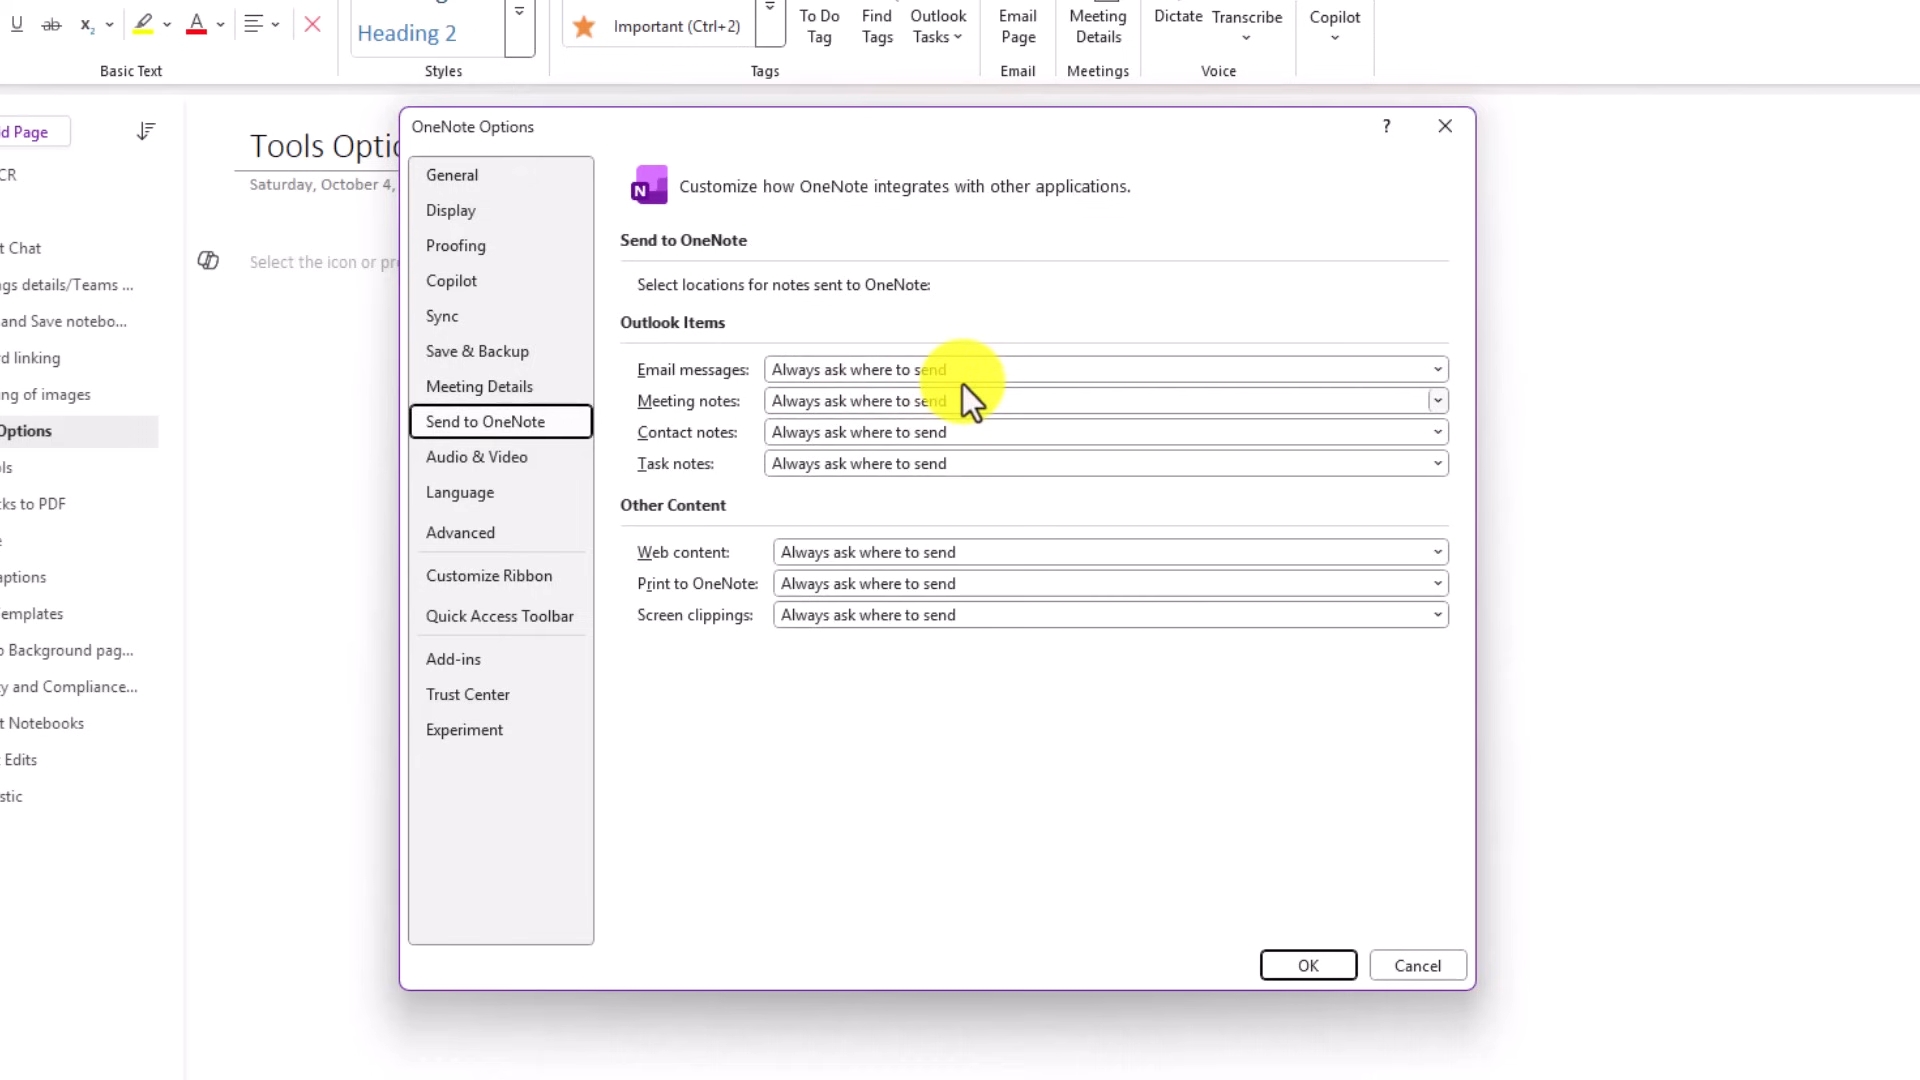 Heading 2
Important (Ctrl+2)
To Do
Tag
Find
Tags
Outlook
Tasks
Email
Page
Meeting
Details
Dictate
Transcribe
Copilot
Basic Text
Styles
Tags
Email
Meetings
Voice
d Page
CR
t Chat
gs details/Teams ...
and Save notebo...
rd linking
ng of images
Options
ls
ks to PDF
e
aptions
emplates
o Background pag...
y and Compliance...
t Notebooks
Edits
stic
Tools Optic
Saturday, October 4,
Select the icon or pr
OneNote Options
General
Display
Proofing
Copilot
Sync
Save & Backup
Meeting Details
Send to OneNote
Audio & Video
Language
Advanced
Customize Ribbon
Quick Access Toolbar
Add-ins
Trust Center
Experiment
N Customize how OneNote integrates with other applications.
Send to OneNote
Select locations for notes sent to OneNote:
Outlook Items
Email messages: Always ask where to send
Meeting notes: Always ask where to send
Contact notes: Always ask where to send
Task notes: Always ask where to send
Other Content
Web content: Always ask where to send
Print to OneNote: Always ask where to send
Screen clippings: Always ask where to send
OK
Cancel